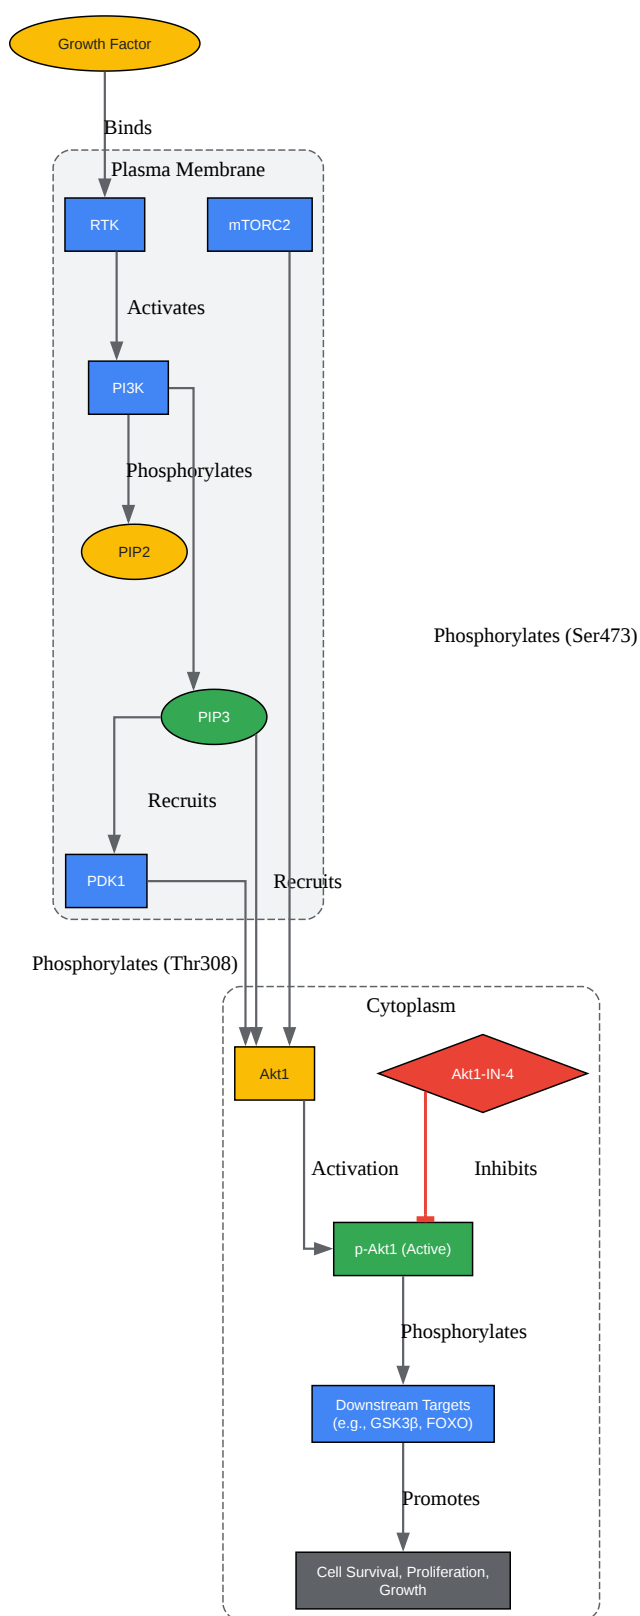 Growth Factor
Binds
Plasma Membrane
RTK
mTORC2
Activates
PI3K
Phosphorylates
PIP2
Phosphorylates (Ser473)
PIP3
Recruits
PDK1
Recruits
Phosphorylates (Thr308)
Cytoplasm
Akt1
Akt1-IN-4
Activation
Inhibits
p-Akt1 (Active)
Phosphorylates
Downstream Targets
(e.g., GSK3β, FOXO)
Promotes
Cell Survival, Proliferation,
Growth